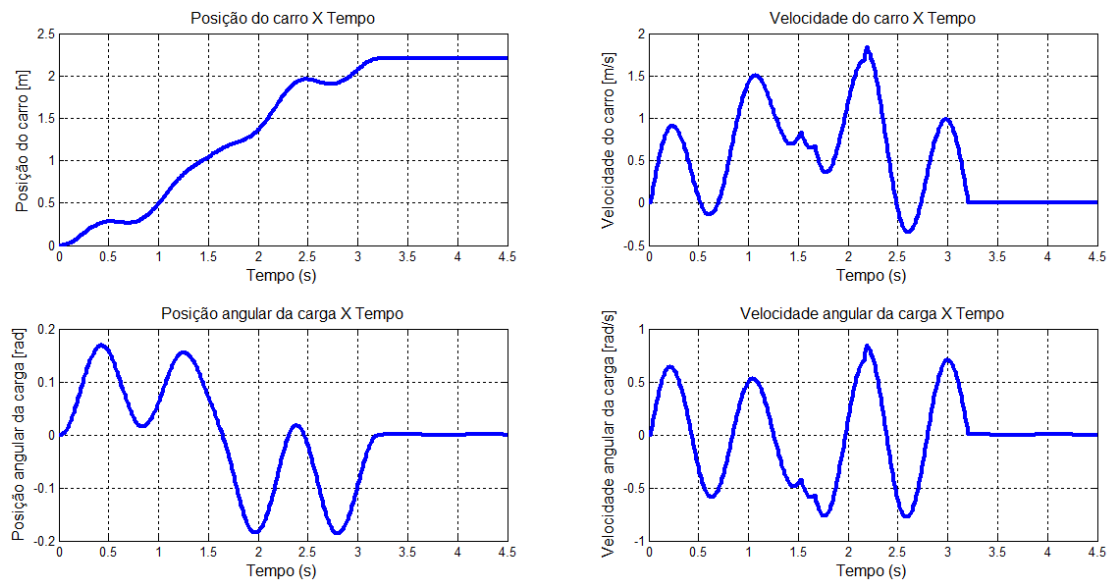 Posição do carro X Tempo
Posição do carro [m]
2.5
2
1.5
1
0.5
0
0 0.5 1 1.5 2 2.5 3 3.5 4 4.5
Tempo (s)
Velocidade do carro X Tempo
Velocidade do carro [m/s]
2
1.5
1
0.5
0
-0.5
0 0.5 1 1.5 2 2.5 3 3.5 4 4.5
Tempo (s)
Posição angular da carga X Tempo
Posição angular da carga [rad]
0.2
0.1
0
-0.1
-0.2
0 0.5 1 1.5 2 2.5 3 3.5 4 4.5
Tempo (s)
Velocidade angular da carga X Tempo
Velocidade angular da carga [rad/s]
1
0.5
0
-0.5
-1
0 0.5 1 1.5 2 2.5 3 3.5 4 4.5
Tempo (s)